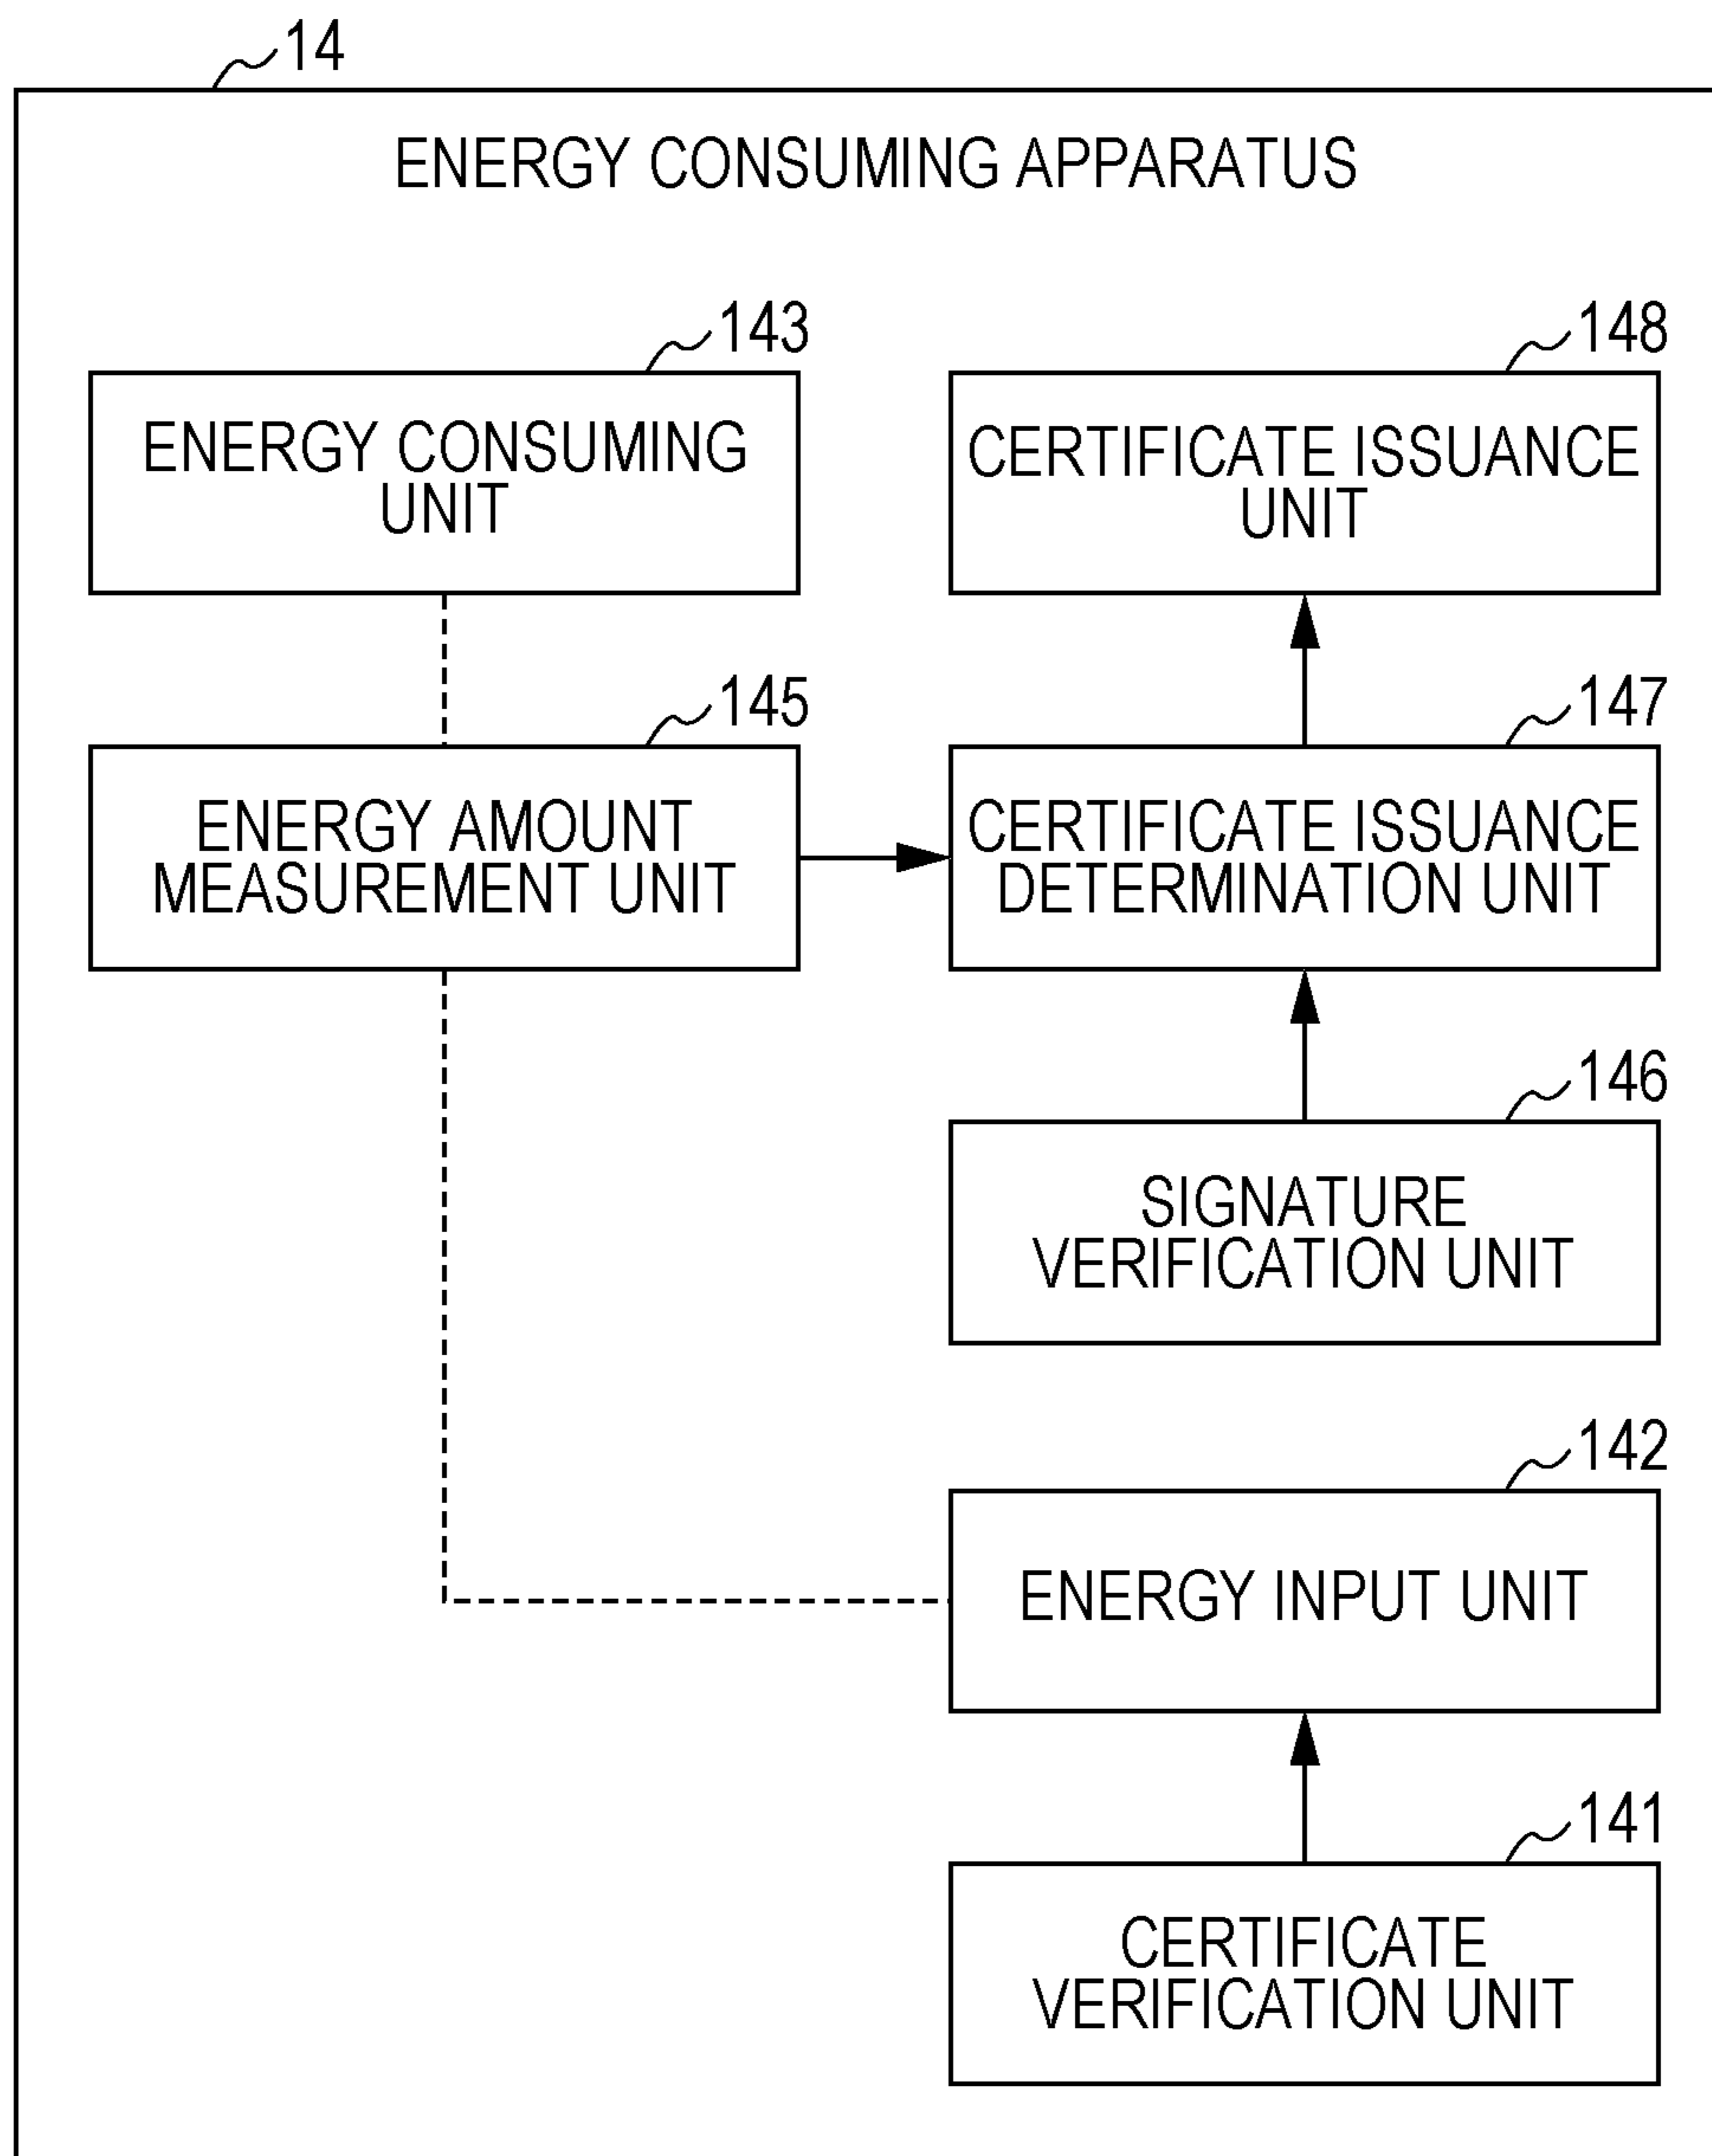 14
ENERGY CONSUMING APPARATUS
143
ENERGY CONSUMING
UNIT
148
CERTIFICATE ISSUANCE
UNIT
145
ENERGY AMOUNT
MEASUREMENT UNIT
147
CERTIFICATE ISSUANCE
DETERMINATION UNIT
146
SIGNATURE
VERIFICATION UNIT
142
ENERGY INPUT UNIT
141
CERTIFICATE
VERIFICATION UNIT